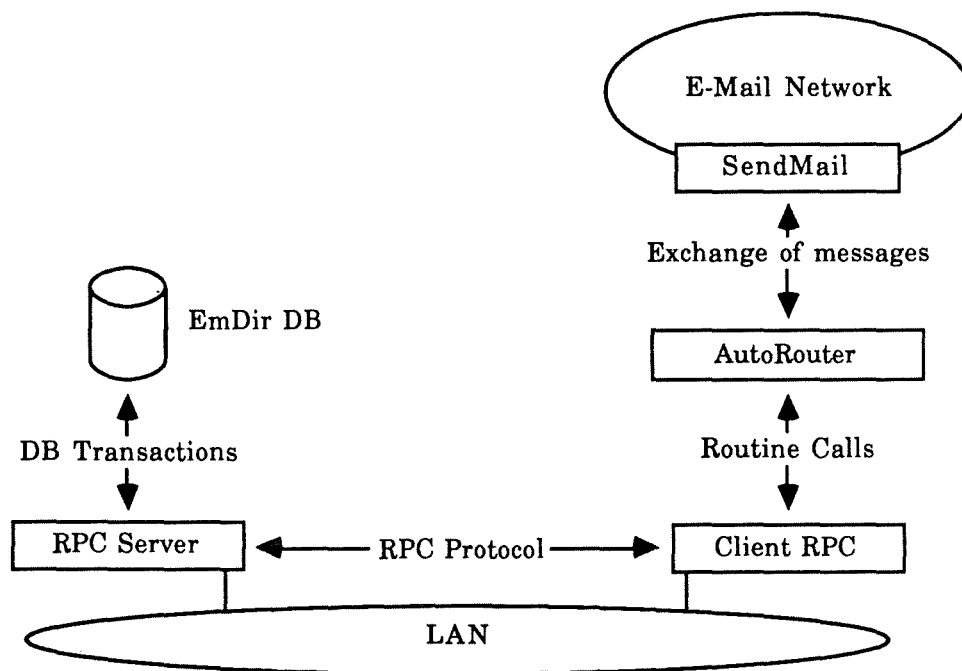 E-Mail Network
SendMail
Exchange of messages
EmDir DB
AutoRouter
DB Transactions
Routine Calls
RPC Server
RPC Protocol
Client RPC
LAN